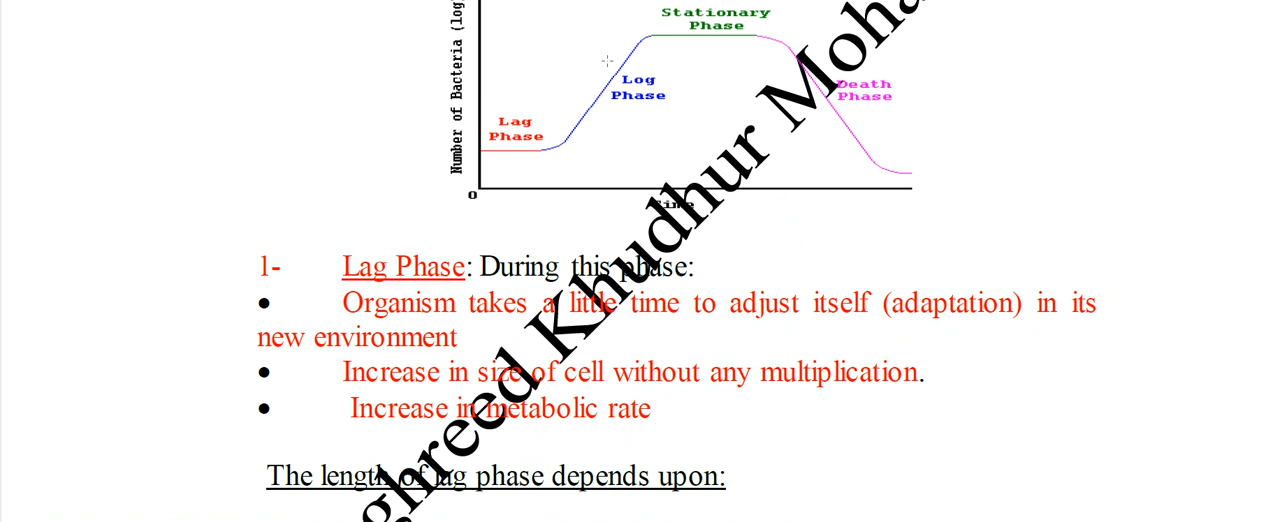 Number of Bacteria (log)
Stationary
Phase
Log
Phase
Death
Phase
Lag
Phase
0
Time
1- Lag Phase: During this phase:
● Organism takes a little time to adjust itself (adaptation) in its
new environment
● Increase in size of cell without any multiplication.
● Increase in metabolic rate
The length of lag phase depends upon:
ghreed Khudhur Moha